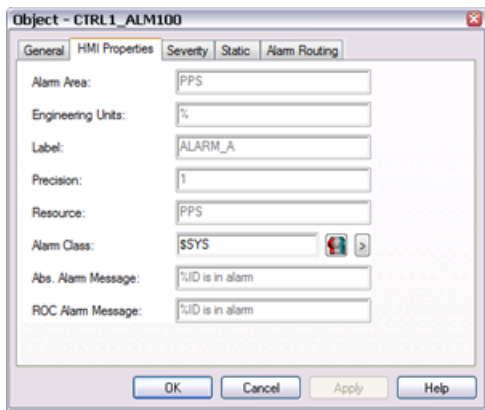 Object - CTRL1_ALM100
General HMI Properties Severity Static Alarm Routing
Alarm Area: PPS
Engineering Units: %
Label: ALARM_A
Precision: 1
Resource: PPS
Alarm Class: $SYS >
Abs. Alarm Message: %ID is in alarm
ROC Alarm Message: %ID is in alarm
OK Cancel Apply Help